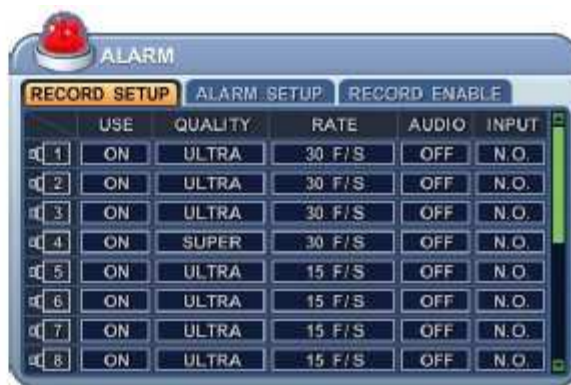 ALARM
RECORD SETUP ALARM SETUP RECORD ENABLE
USE QUALITY RATE AUDIO INPUT
1 ON ULTRA 30 F/S OFF N.O.
2 ON ULTRA 30 F/S OFF N.O.
3 ON ULTRA 30 F/S OFF N.O.
4 ON SUPER 30 F/S OFF N.O.
5 ON ULTRA 15 F/S OFF N.O.
6 ON ULTRA 15 F/S OFF N.O.
7 ON ULTRA 15 F/S OFF N.O.
8 ON ULTRA 15 F/S OFF N.O.